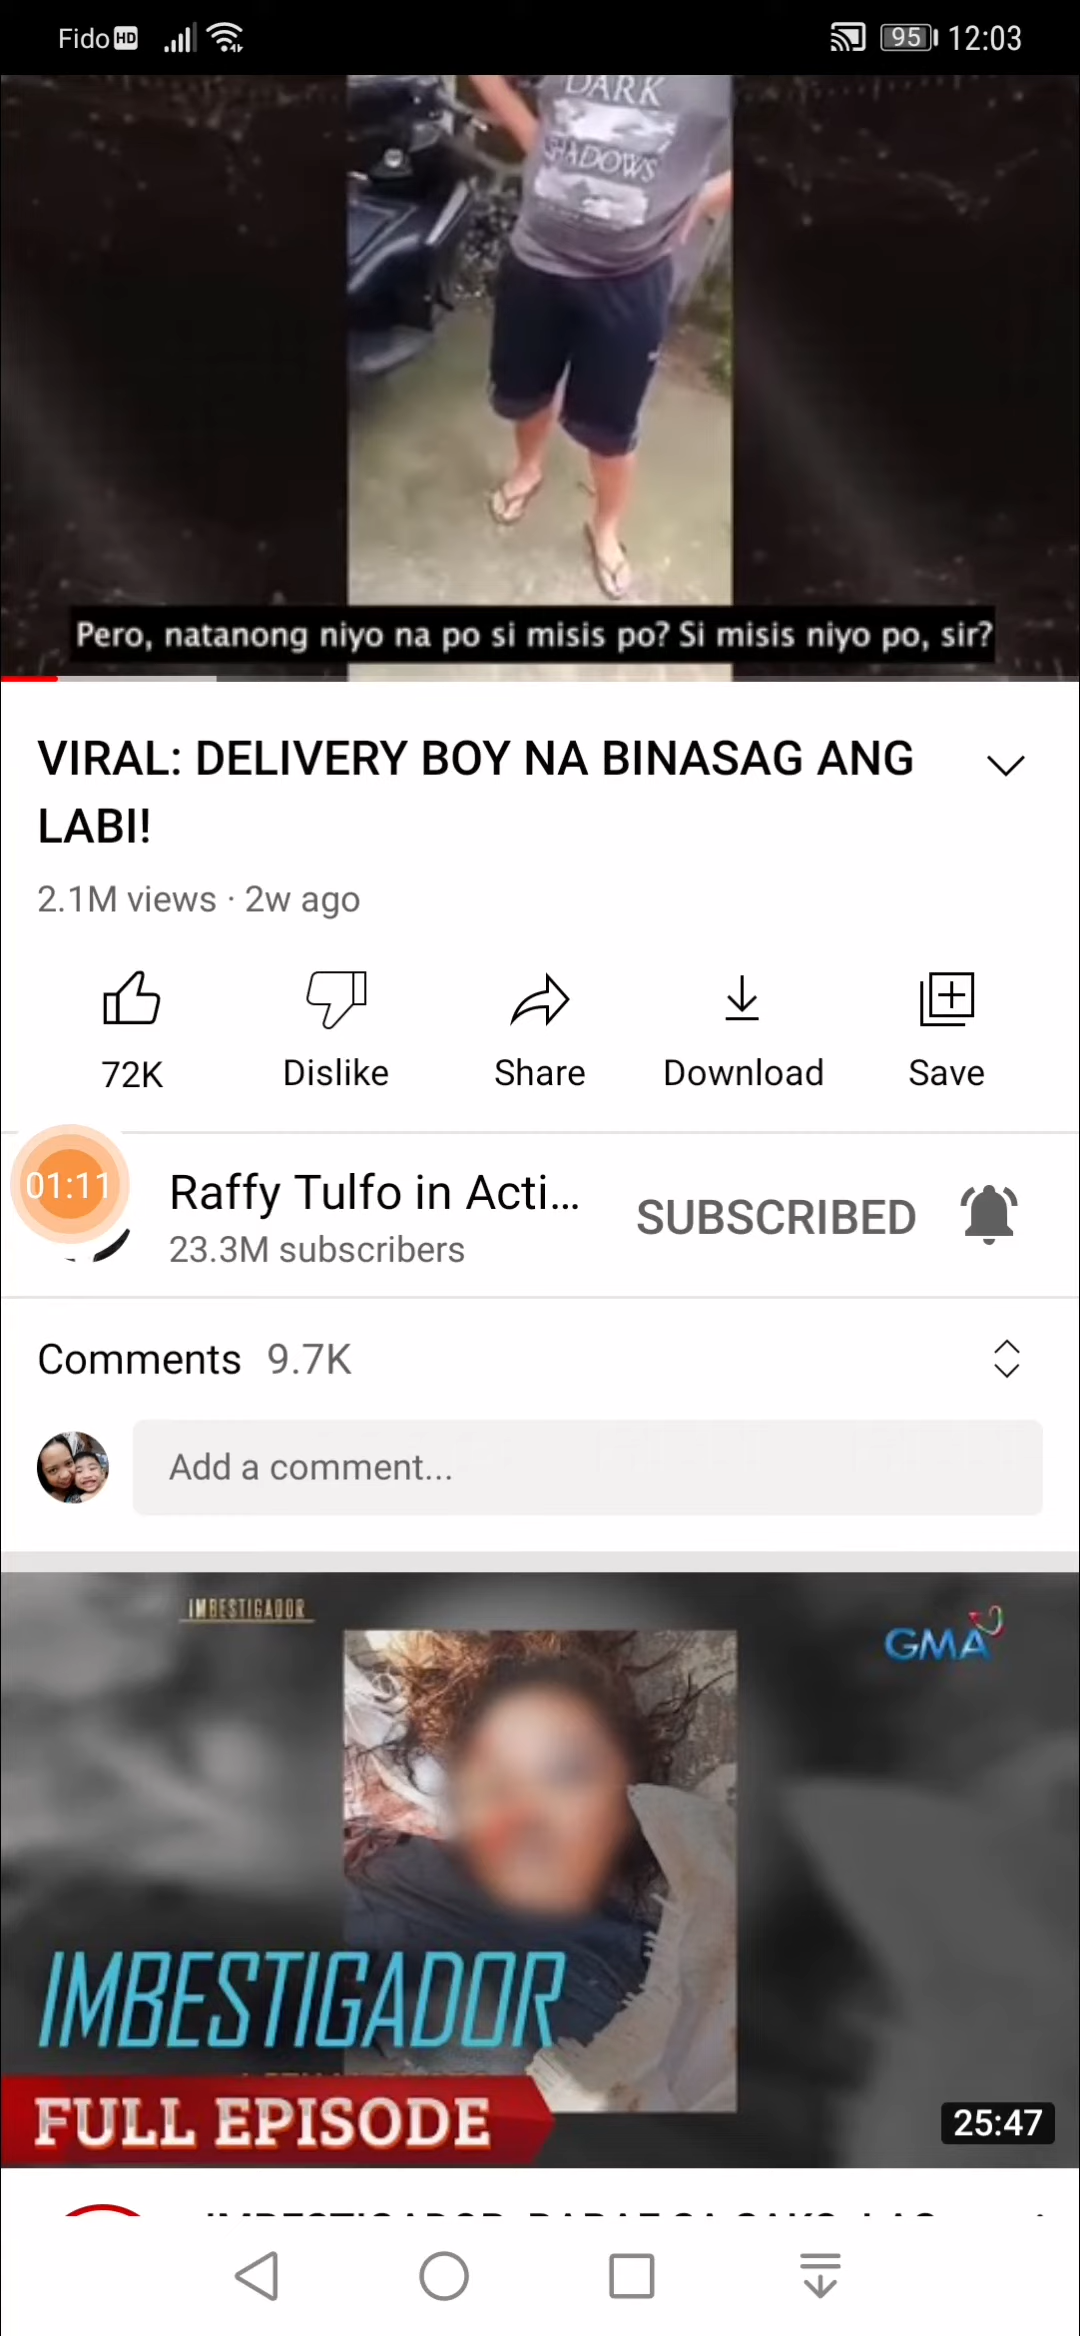 Fido HD
95 12:03
DARK
SHADOWS
Pero, natanong niyo na po si misis po? Si misis niyo po, sir?
VIRAL: DELIVERY BOY NA BINASAG ANG
LABI!
2.1M views · 2w ago
72K Dislike Share Download Save
01:11
Raffy Tulfo in Acti...
SUBSCRIBED
23.3M subscribers
Comments 9.7K
Add a comment...
IMBESTIGADOR
GMA
IMBESTIGADOR
FULL EPISODE
25:47